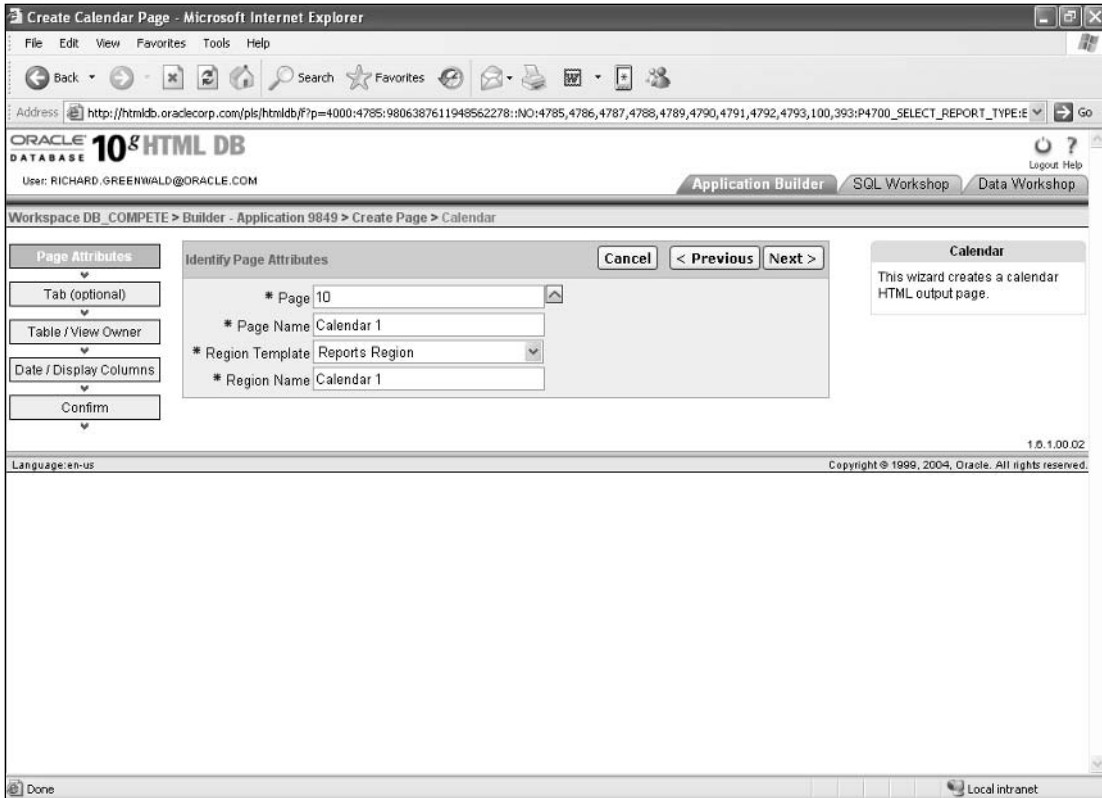 Create Calendar Page - Microsoft Internet Explorer
File Edit View Favorites Tools Help
Back Search Favorites
Address http://htmldb.oraclecorp.com/pls/htmldb/f?p=4000:4785:9806387611948562278::NO:4785,4786,4787,4788,4789,4790,4791,4792,4793,100,393:P4700_SELECT_REPORT_TYPE:E Go
ORACLE DATABASE 10g HTML DB
Logout Help
User: RICHARD.GREENWALD@ORACLE.COM
Application Builder SQL Workshop Data Workshop
Workspace DB_COMPETE > Builder - Application 9849 > Create Page > Calendar
Page Attributes
Tab (optional)
Table / View Owner
Date / Display Columns
Confirm
Identify Page Attributes
Cancel < Previous Next >
* Page 10
* Page Name Calendar 1
* Region Template Reports Region
* Region Name Calendar 1
Calendar
This wizard creates a calendar
HTML output page.
1.6.1.00.02
Language:en-us
Copyright © 1999, 2004, Oracle. All rights reserved.
Done
Local intranet